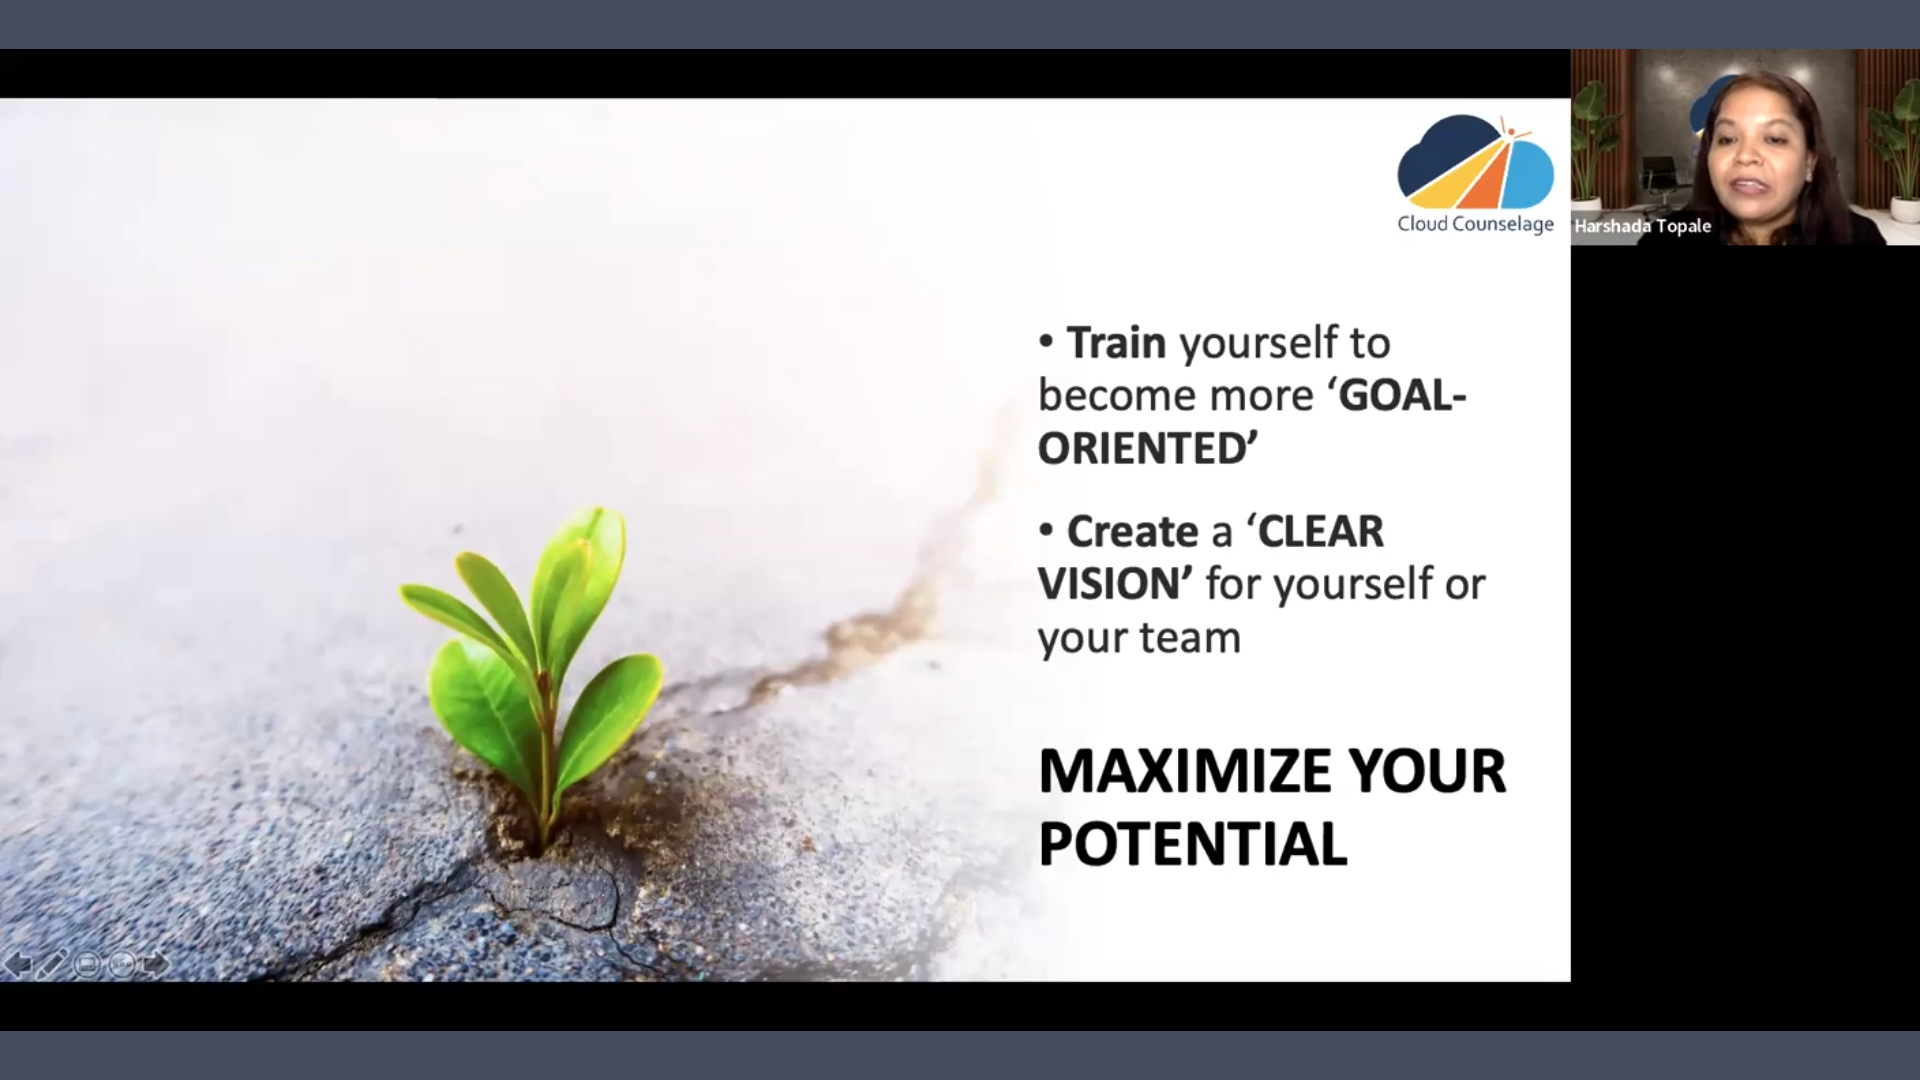 Cloud Counselage
Harshada Topale
• Train yourself to
become more ‘GOAL-
ORIENTED’
• Create a ‘CLEAR
VISION’ for yourself or
your team
MAXIMIZE YOUR
POTENTIAL